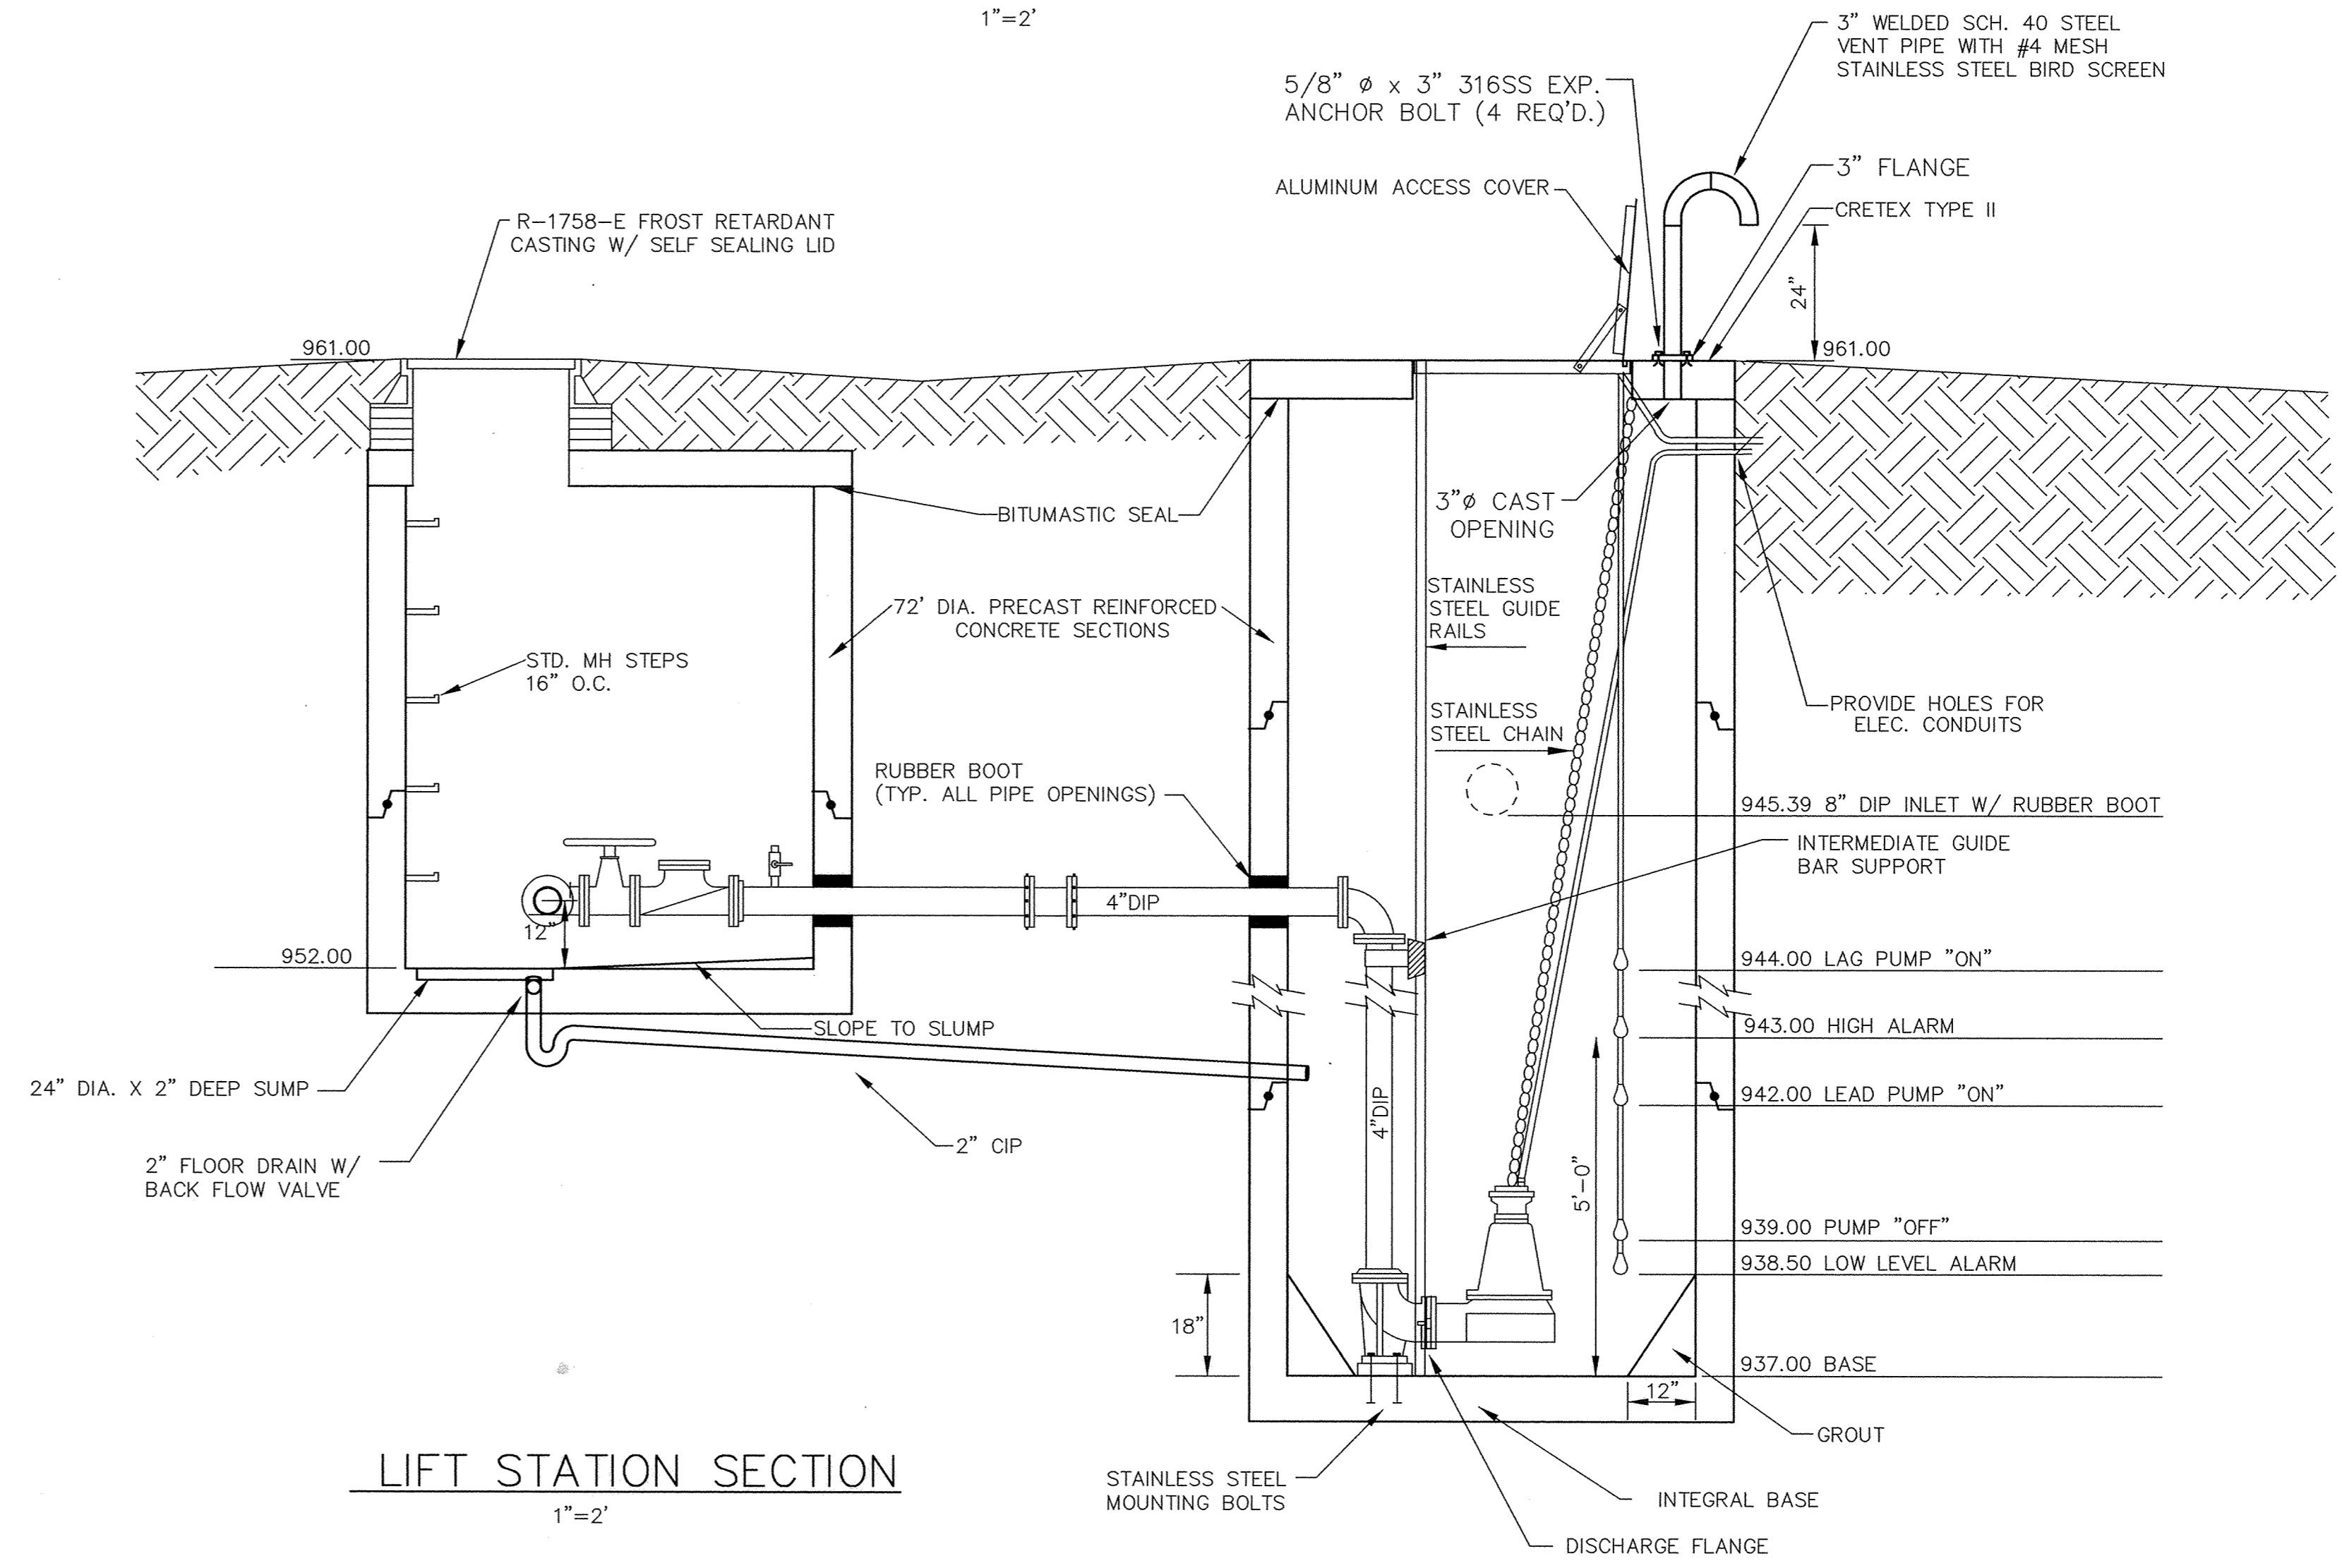 1"=2'
3" WELDED SCH. 40 STEEL
VENT PIPE WITH #4 MESH
STAINLESS STEEL BIRD SCREEN
5/8" ø x 3" 316SS EXP.
ANCHOR BOLT (4 REQ'D.)
3" FLANGE
ALUMINUM ACCESS COVER
CRETEX TYPE II
R-1758-E FROST RETARDANT
CASTING W/ SELF SEALING LID
24"
961.00
961.00
3"ø CAST
OPENING
BITUMASTIC SEAL
STAINLESS
STEEL GUIDE
RAILS
72' DIA. PRECAST REINFORCED
CONCRETE SECTIONS
STD. MH STEPS
16" O.C.
STAINLESS
STEEL CHAIN
PROVIDE HOLES FOR
ELEC. CONDUITS
RUBBER BOOT
(TYP. ALL PIPE OPENINGS)
945.39 8" DIP INLET W/ RUBBER BOOT
INTERMEDIATE GUIDE
BAR SUPPORT
4"DIP
12"
952.00
944.00 LAG PUMP "ON"
SLOPE TO SLUMP
943.00 HIGH ALARM
24" DIA. X 2" DEEP SUMP
942.00 LEAD PUMP "ON"
4"DIP
2" CIP
2" FLOOR DRAIN W/
BACK FLOW VALVE
5'-0"
939.00 PUMP "OFF"
938.50 LOW LEVEL ALARM
18"
937.00 BASE
12"
GROUT
LIFT STATION SECTION
1"=2'
STAINLESS STEEL
MOUNTING BOLTS
INTEGRAL BASE
DISCHARGE FLANGE